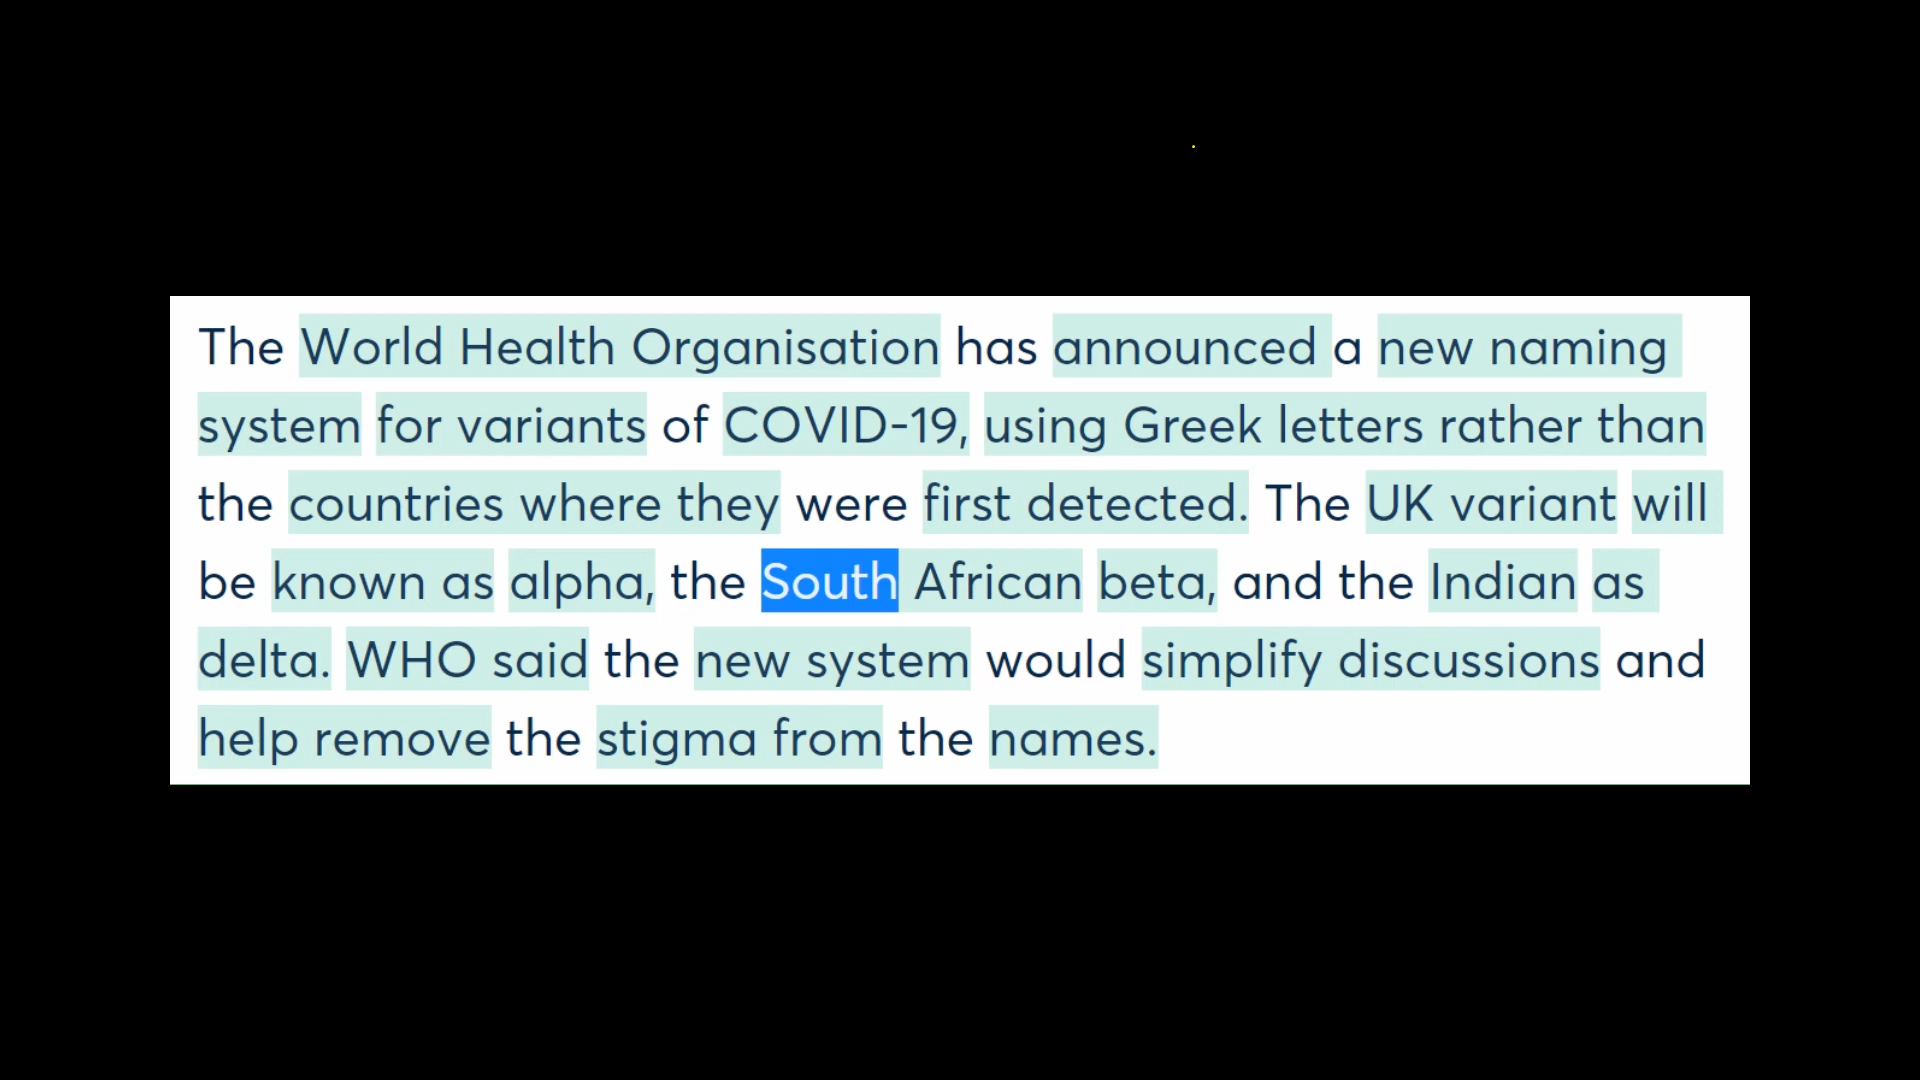 The World Health Organisation has announced a new naming
system for variants of COVID-19, using Greek letters rather than
the countries where they were first detected. The UK variant will
be known as alpha, the South African beta, and the Indian as
delta. WHO said the new system would simplify discussions and
help remove the stigma from the names.